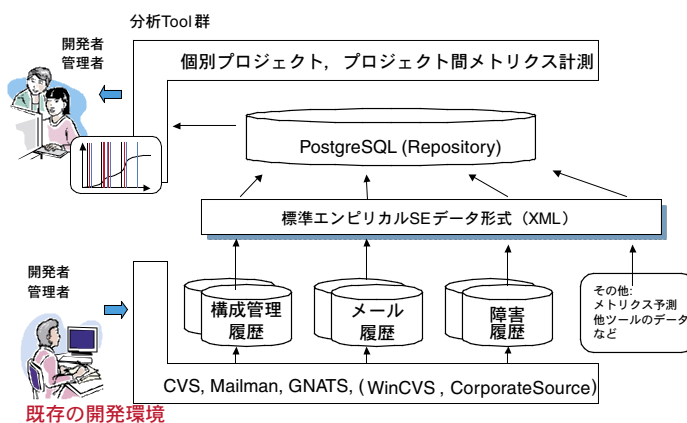 分析Tool群
開発者
管理者
個別プロジェクト，プロジェクト間メトリクス計測
PostgreSQL (Repository)
標準エンピリカルSEデータ形式（XML）
開発者
管理者
構成管理
履歴
メール
履歴
障害
履歴
その他:
メトリクス予測
他ツールのデータ
など
CVS, Mailman, GNATS, (WinCVS , CorporateSource)
既存の開発環境